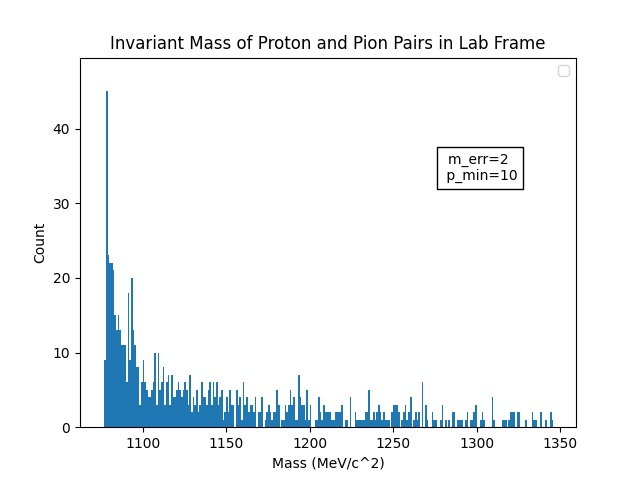 Invariant Mass of Proton and Pion Pairs in Lab Frame
40
30
20
10
0
Count
m_err=2
p_min=10
1100
1150
1200
1250
1300
1350
Mass (MeV/c^2)